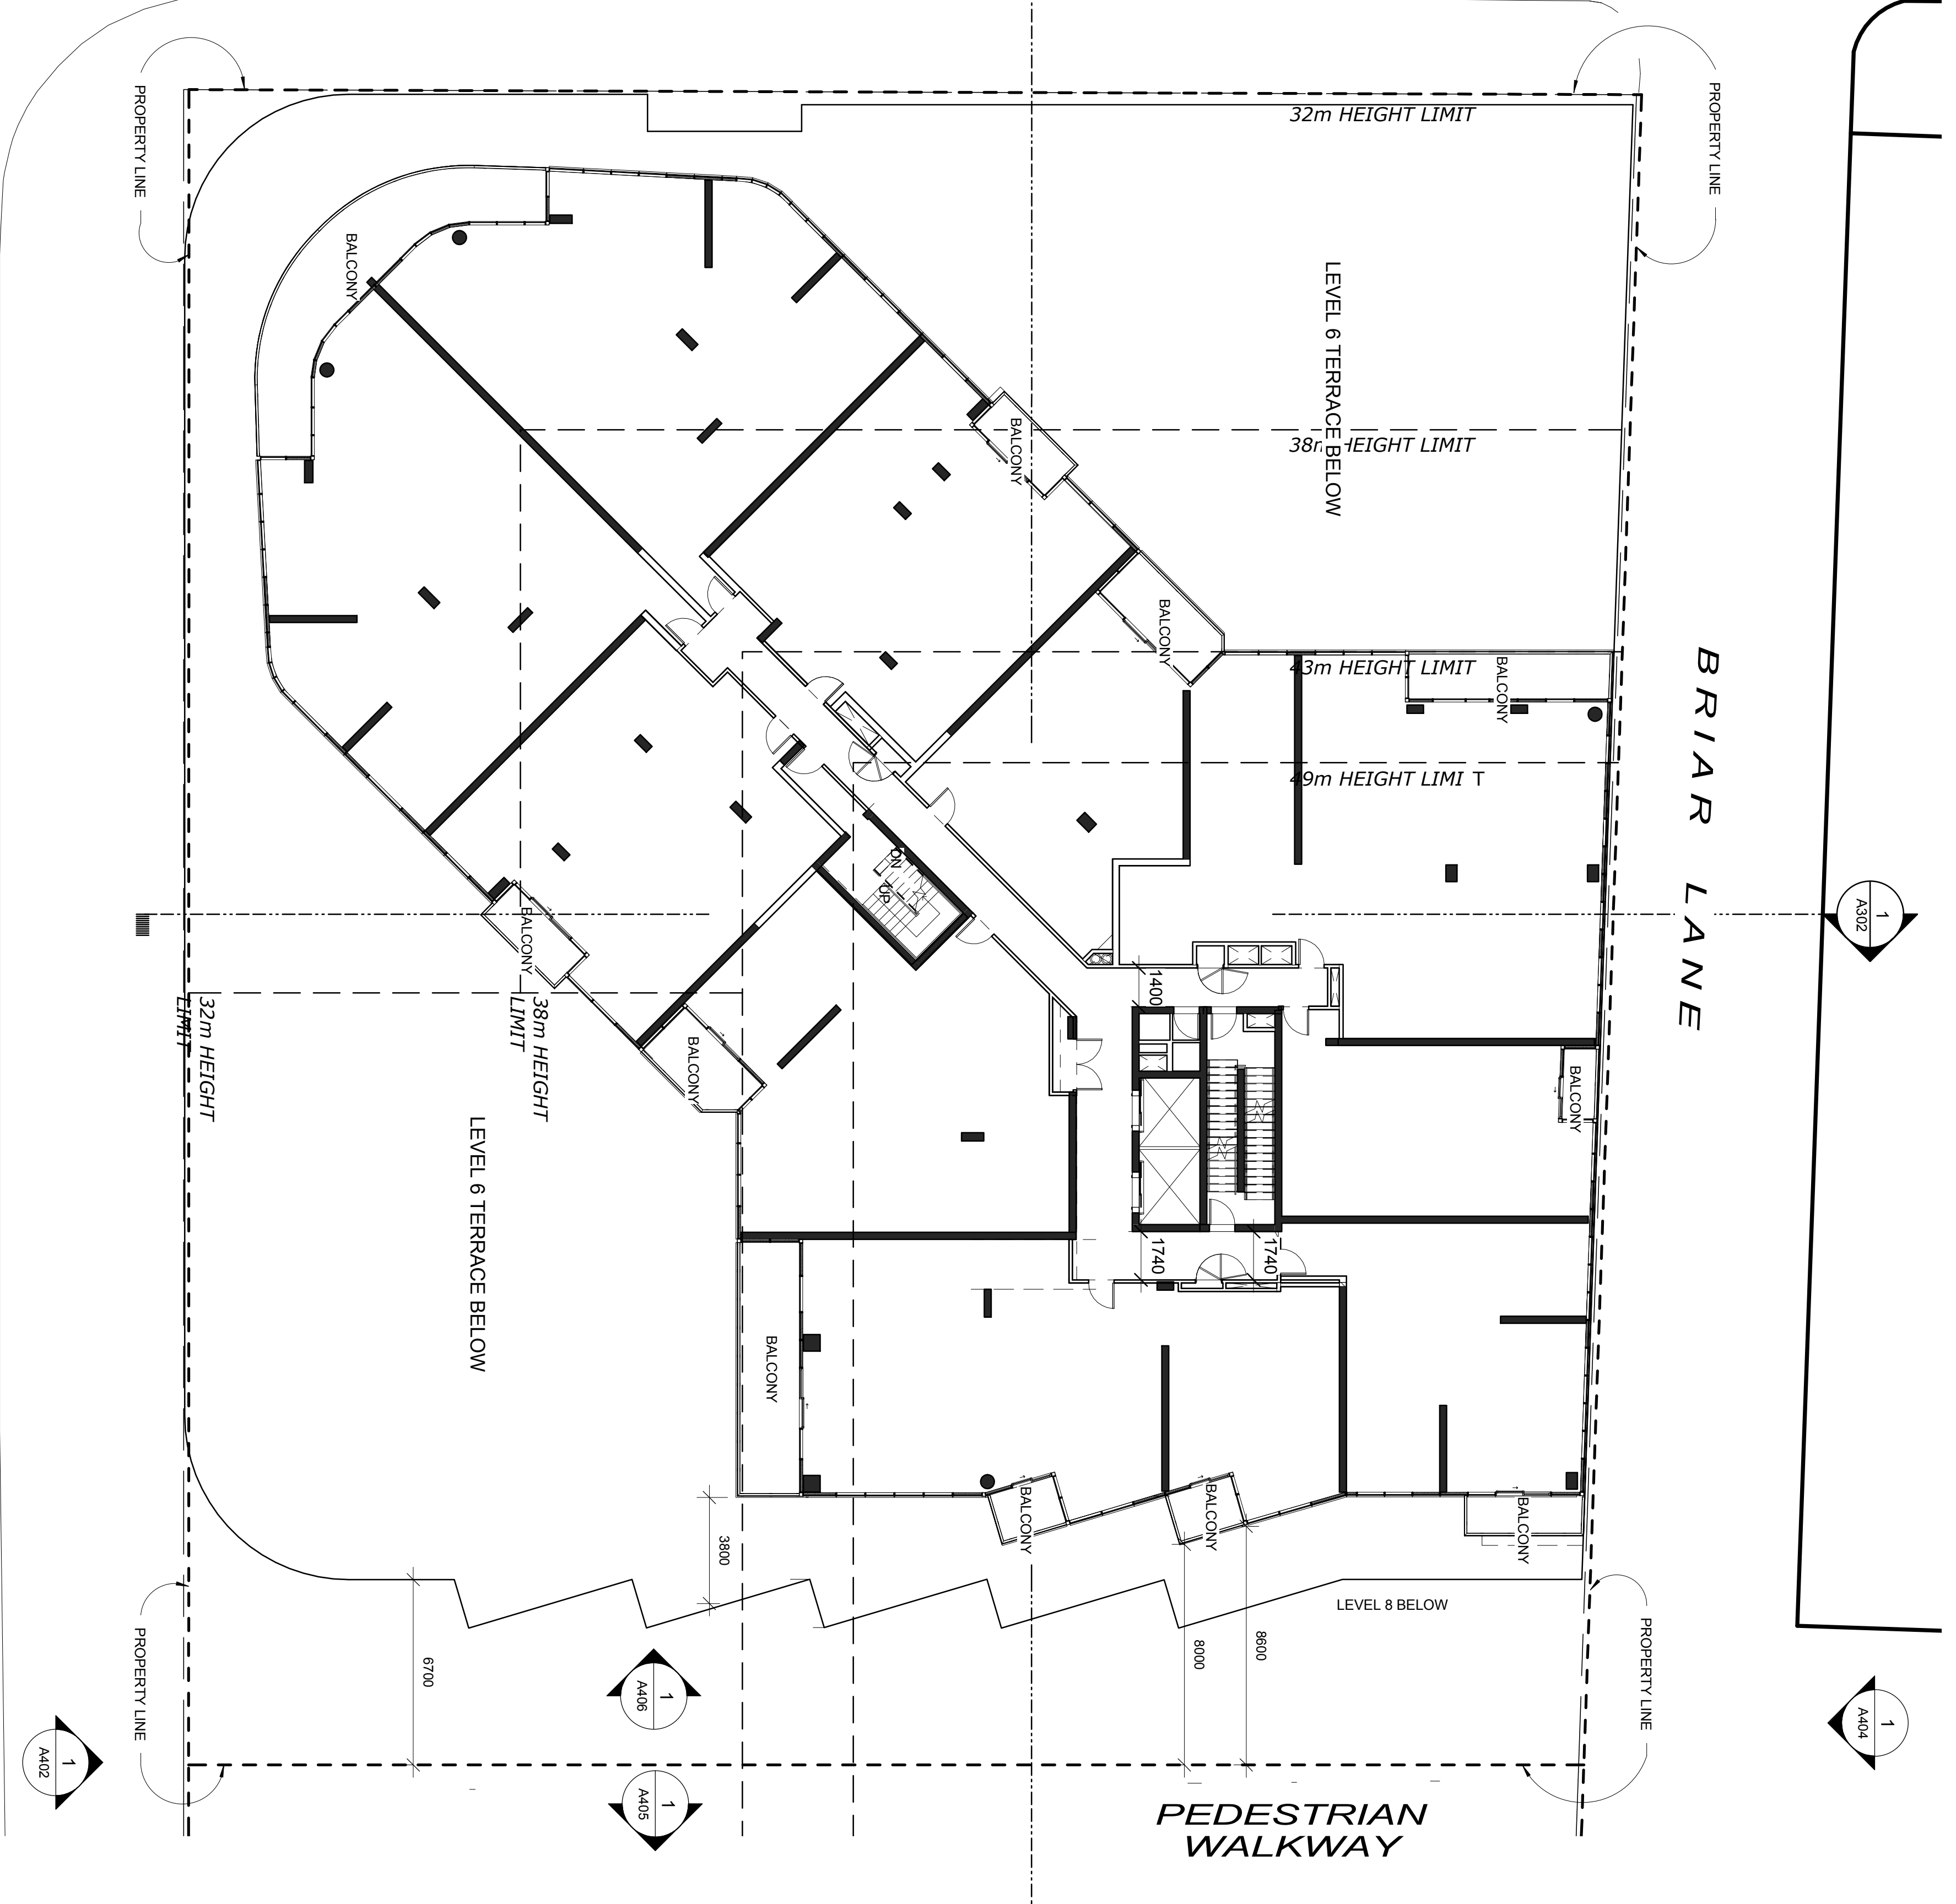 PROPERTY LINE
PROPERTY LINE
32m HEIGHT LIMIT
BALCONY
LEVEL 6 TERRACE BELOW
BALCONY
38m HEIGHT LIMIT
BALCONY
BALCONY
43m HEIGHT LIMIT
BRIAR LANE
49m HEIGHT LIMIT
DN
UP
BALCONY
1
A302
1400
32m HEIGHT
LIMIT
38m HEIGHT
LIMIT
BALCONY
BALCONY
LEVEL 6 TERRACE BELOW
1740
1740
BALCONY
BALCONY
BALCONY
BALCONY
3800
LEVEL 8 BELOW
PROPERTY LINE
6700
8000
8600
PROPERTY LINE
1
A406
1
A404
1
A402
1
A405
PEDESTRIAN
WALKWAY